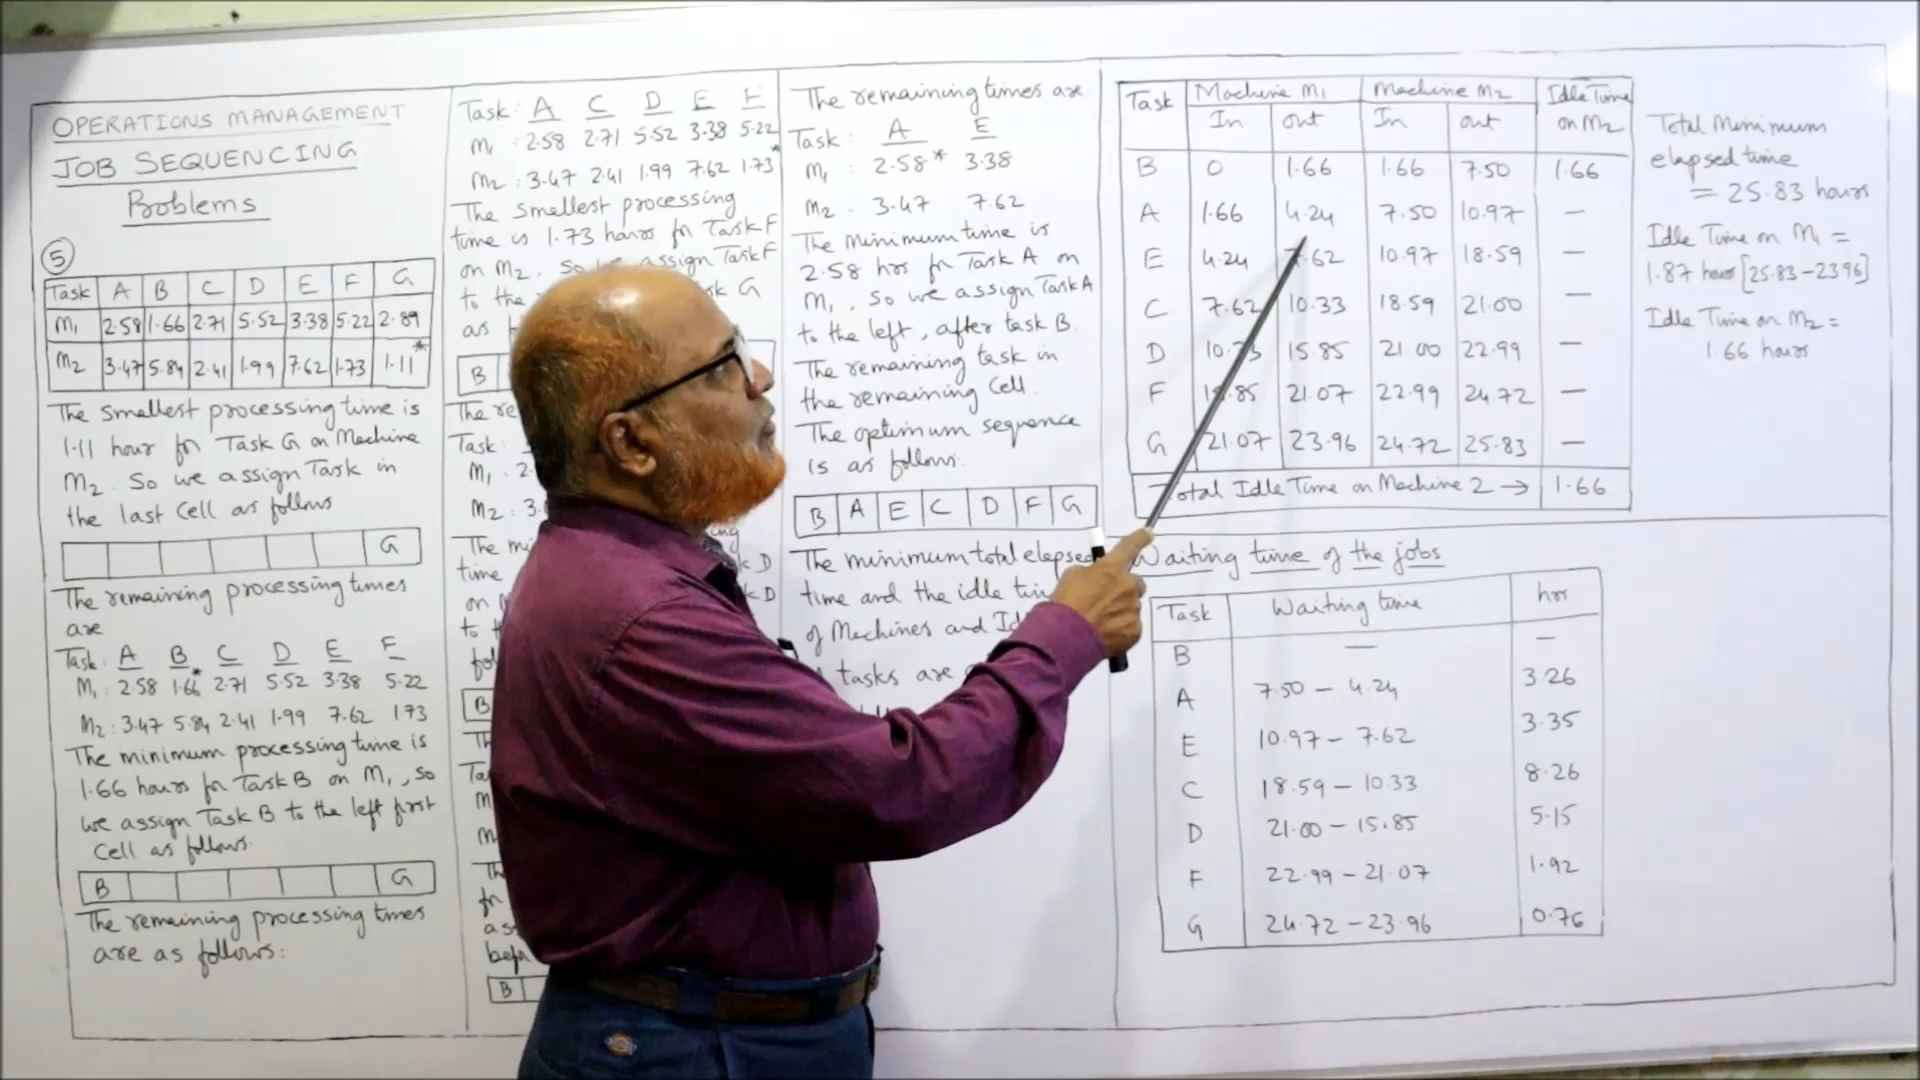 OPERATIONS MANAGEMENT
JOB SEQUENCING
Problems
5
Task A B C D E F G
M1 2.58 1.66 2.71 5.52 3.38 5.22 2.89
M2 3.47 5.84 2.41 1.99 7.62 1.73 1.11*
The smallest processing time is
1.11 hour for Task G on Machine
M2. So we assign Task in
the last Cell as follows
G
The remaining processing times
are
Task: A B C D E F
M1: 2.58 1.66* 2.71 5.52 3.38 5.22
M2: 3.47 5.84 2.41 1.99 7.62 1.73
The minimum processing time is
1.66 hours for Task B on M1, so
we assign Task B to the left first
Cell as follows.
B G
The remaining processing times
are as follows:
Task: A C D E F
M1: 2.58 2.71 5.52 3.38 5.22
M2: 3.47 2.41 1.99 7.62 1.73*
The smallest processing
time is 1.73 hours for Task F
on M2, So we assign Task F
to the Task G
as
B
The
Task:
M1: 2.
M2: 3.
The
time D
on D
to
B
M
for
B
The remaining times are
Task: A E
M1: 2.58* 3.38
M2 3.47 7.62
The minimum time is
2.58 hrs for Task A on
M1, So we assign Task A
to the left, after task B.
The remaining task in
the remaining Cell.
The optimum sequence
is as follows.
B A E C D F G
The minimum total elapsed
time and the idle
of Machines and
tasks are
Task Machine M1 Machine M2 Idle Time on M2
In out In out
B 0 1.66 1.66 7.50 1.66
A 1.66 4.24 7.50 10.97 —
E 4.24 7.62 10.97 18.59 —
C 7.62 10.33 18.59 21.00 —
D 10.33 15.85 21.00 22.99 —
F 15.85 21.07 22.99 24.72 —
G 21.07 23.96 24.72 25.83 —
Total Idle Time on Machine 2 → 1.66
Waiting time of the jobs
Task Waiting time hrs
B — —
A 7.50 – 4.24 3.26
E 10.97 – 7.62 3.35
C 18.59 – 10.33 8.26
D 21.00 – 15.85 5.15
F 22.99 – 21.07 1.92
G 24.72 – 23.96 0.76
Total Minimum
elapsed time
= 25.83 hours
Idle Time on M1 =
1.87 hours [25.83–23.96]
Idle Time on M2 =
1.66 hours